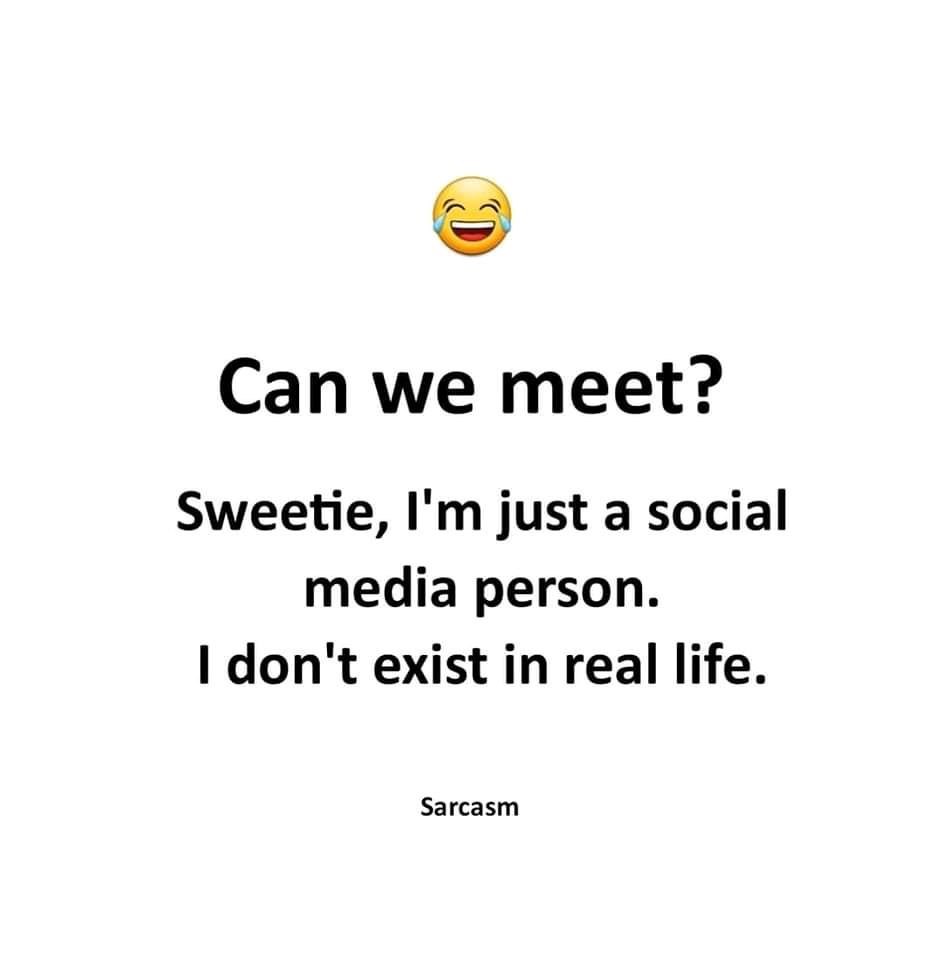 😂
Can we meet?
Sweetie, I'm just a social
media person.
I don't exist in real life.
Sarcasm